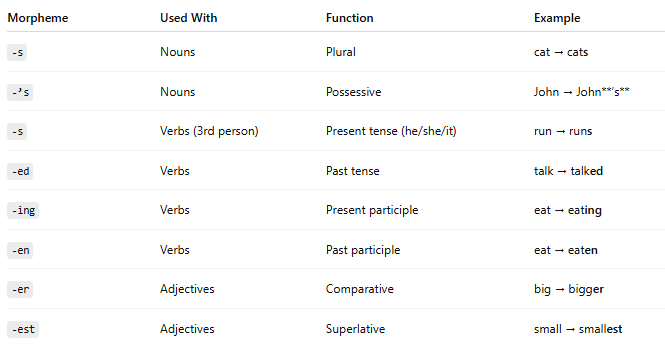 Morpheme Used With Function Example
-s Nouns Plural cat → cats
-’s Nouns Possessive John → John**’s**
-s Verbs (3rd person) Present tense (he/she/it) run → runs
-ed Verbs Past tense talk → talked
-ing Verbs Present participle eat → eating
-en Verbs Past participle eat → eaten
-er Adjectives Comparative big → bigger
-est Adjectives Superlative small → smallest